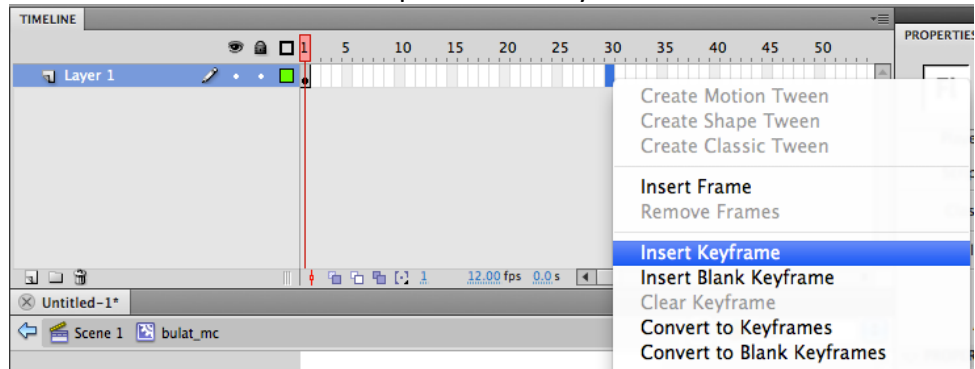 TIMELINE
PROPERTIES
1 5 10 15 20 25 30 35 40 45 50
Layer 1
Create Motion Tween
Create Shape Tween
Create Classic Tween
Insert Frame
Remove Frames
Insert Keyframe
Insert Blank Keyframe
Clear Keyframe
Convert to Keyframes
Convert to Blank Keyframes
1 12.00 fps 0.0 s
Untitled-1*
Scene 1 bulat_mc